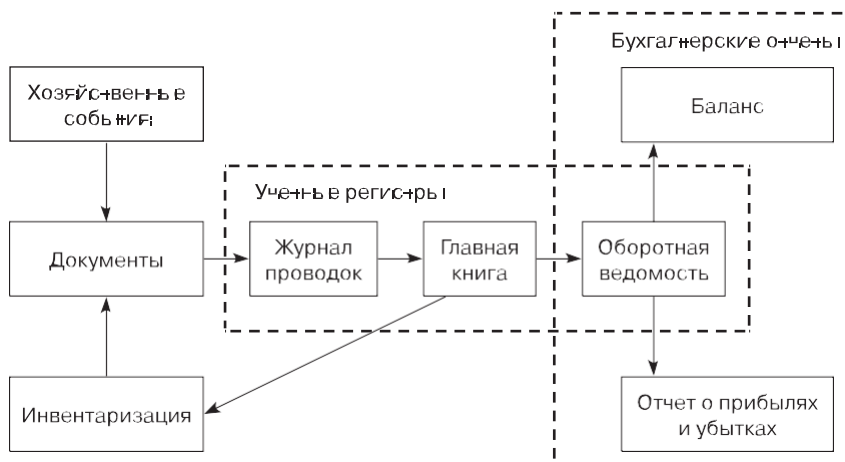 Бухгалтерские отчеты
Хозяйственные
события
Баланс
Учетные регистры
Документы
Журнал
проводок
Главная
книга
Оборотная
ведомость
Инвентаризация
Отчет о прибылях
и убытках